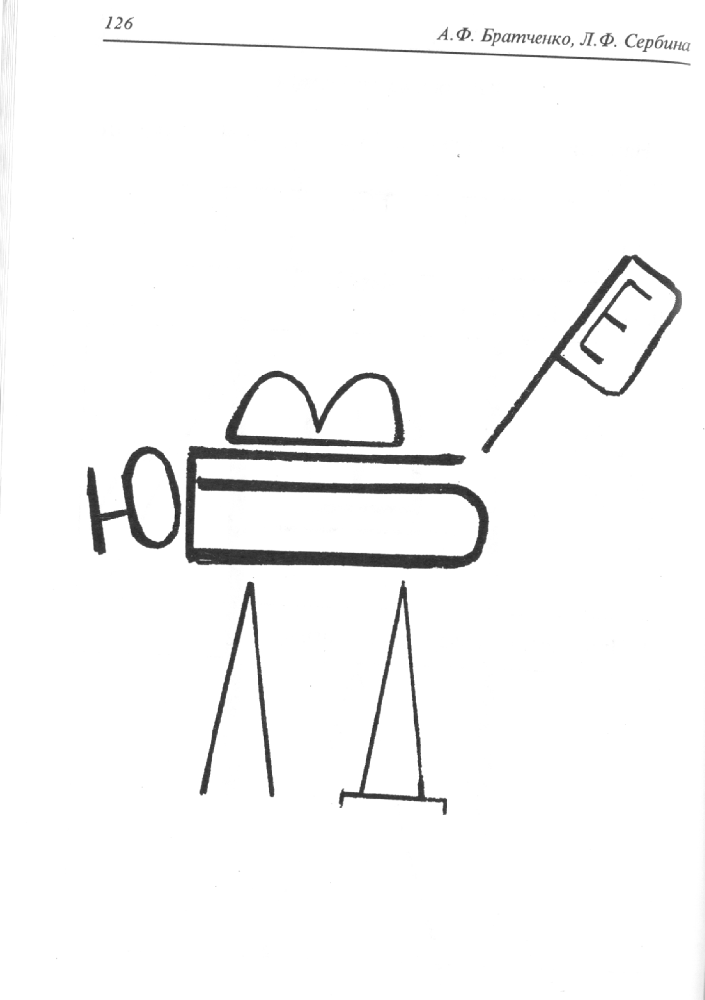 126
А.Ф. Братченко, Л.Ф. Сербина
Р Е
В
Ю Б
Л Д